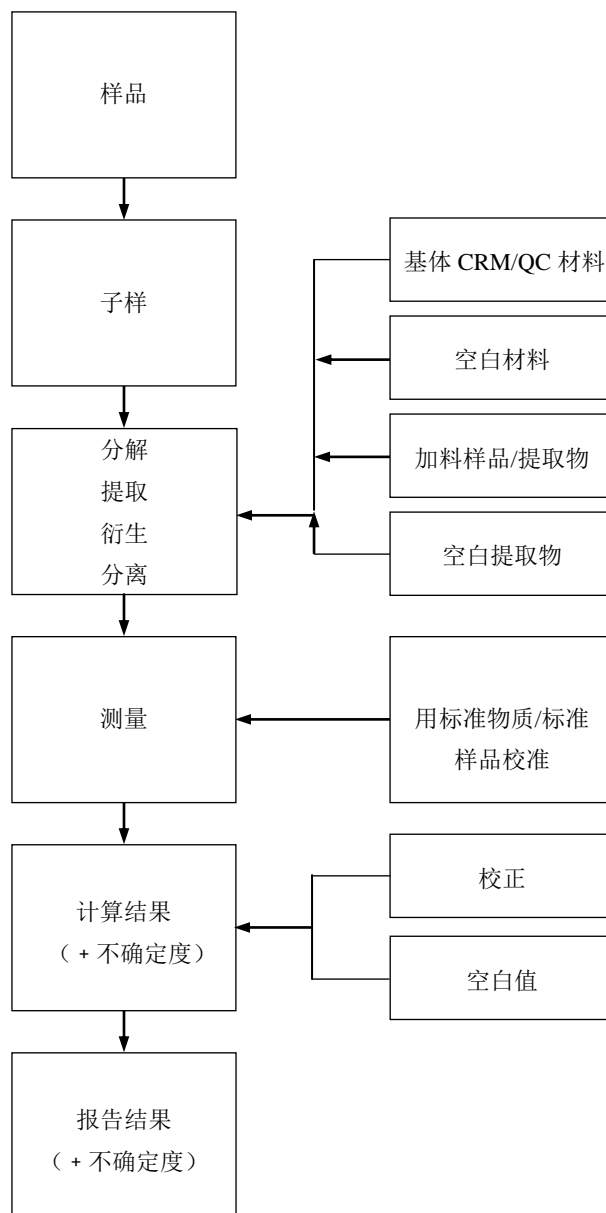 样品
子样
基体 CRM/QC 材料
空白材料
分解
提取
衍生
分离
加料样品/提取物
空白提取物
测量
用标准物质/标准
样品校准
计算结果
（ + 不确定度）
校正
空白值
报告结果
（ + 不确定度）